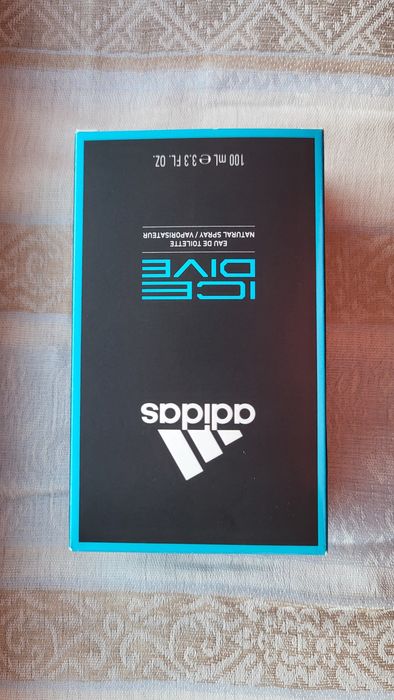 adidas
ICE
DIVE
EAU DE TOILETTE
NATURAL SPRAY / VAPORISATEUR
100 mL ℮ 3.3 FL. OZ.